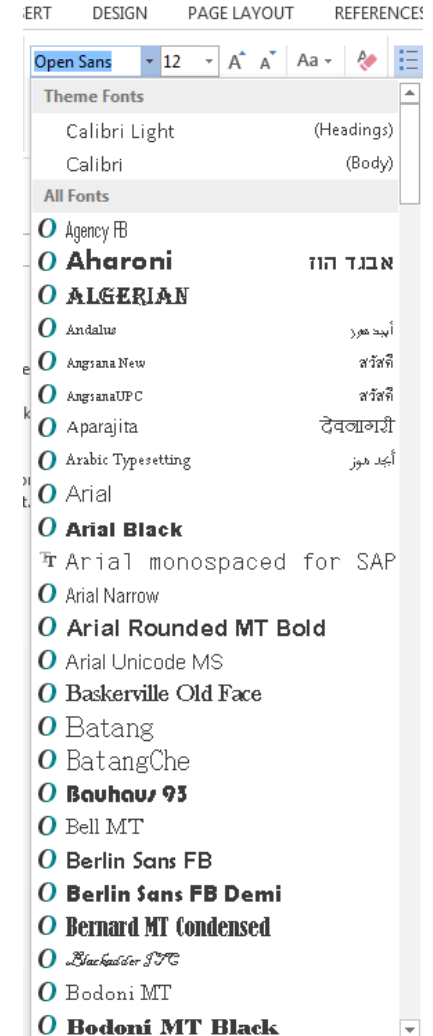 ERT DESIGN PAGE LAYOUT REFERENCES
Open Sans 12 A A Aa
Theme Fonts
Calibri Light (Headings)
Calibri (Body)
All Fonts
O Agency FB
O Aharoni אבגד הוז
O ALGERIAN
O Andalus أبجد هوز
O Angsana New สวัสดี
O AngsanaUPC สวัสดี
O Aparajita देवनागरी
O Arabic Typesetting أبجد هوز
O Arial
O Arial Black
T Arial monospaced for SAP
O Arial Narrow
O Arial Rounded MT Bold
O Arial Unicode MS
O Baskerville Old Face
O Batang
O BatangChe
O Bauhaus 93
O Bell MT
O Berlin Sans FB
O Berlin Sans FB Demi
O Bernard MT Condensed
O Blackadder ITC
O Bodoni MT
O Bodoni MT Black